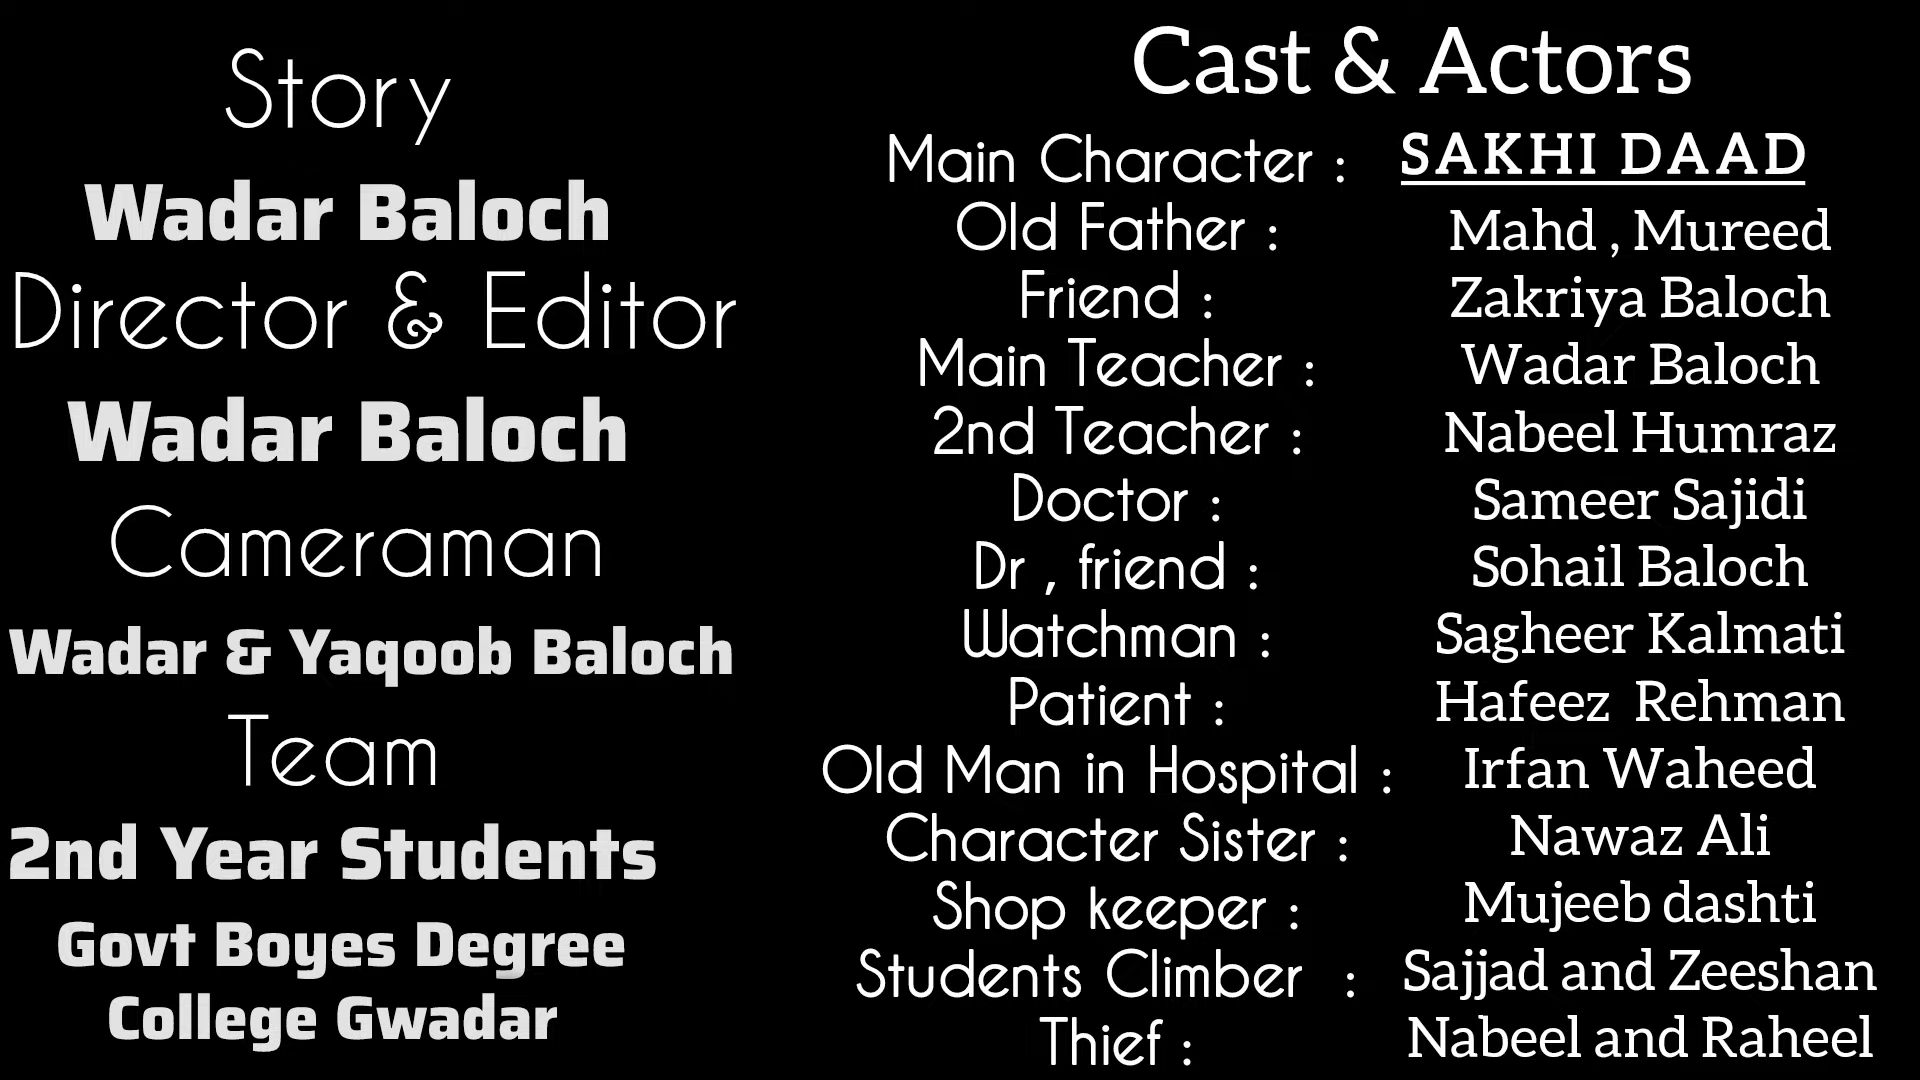 Story
Wadar Baloch
Director & Editor
Wadar Baloch
Cameraman
Wadar & Yaqoob Baloch
Team
2nd Year Students
Govt Boyes Degree
College Gwadar
Cast & Actors
Main Character : SAKHI DAAD
Old Father : Mahd , Mureed
Friend : Zakriya Baloch
Main Teacher : Wadar Baloch
2nd Teacher : Nabeel Humraz
Doctor : Sameer Sajidi
Dr , friend : Sohail Baloch
Watchman : Sagheer Kalmati
Patient : Hafeez Rehman
Old Man in Hospital : Irfan Waheed
Character Sister : Nawaz Ali
Shop keeper : Mujeeb dashti
Students Climber : Sajjad and Zeeshan
Thief : Nabeel and Raheel